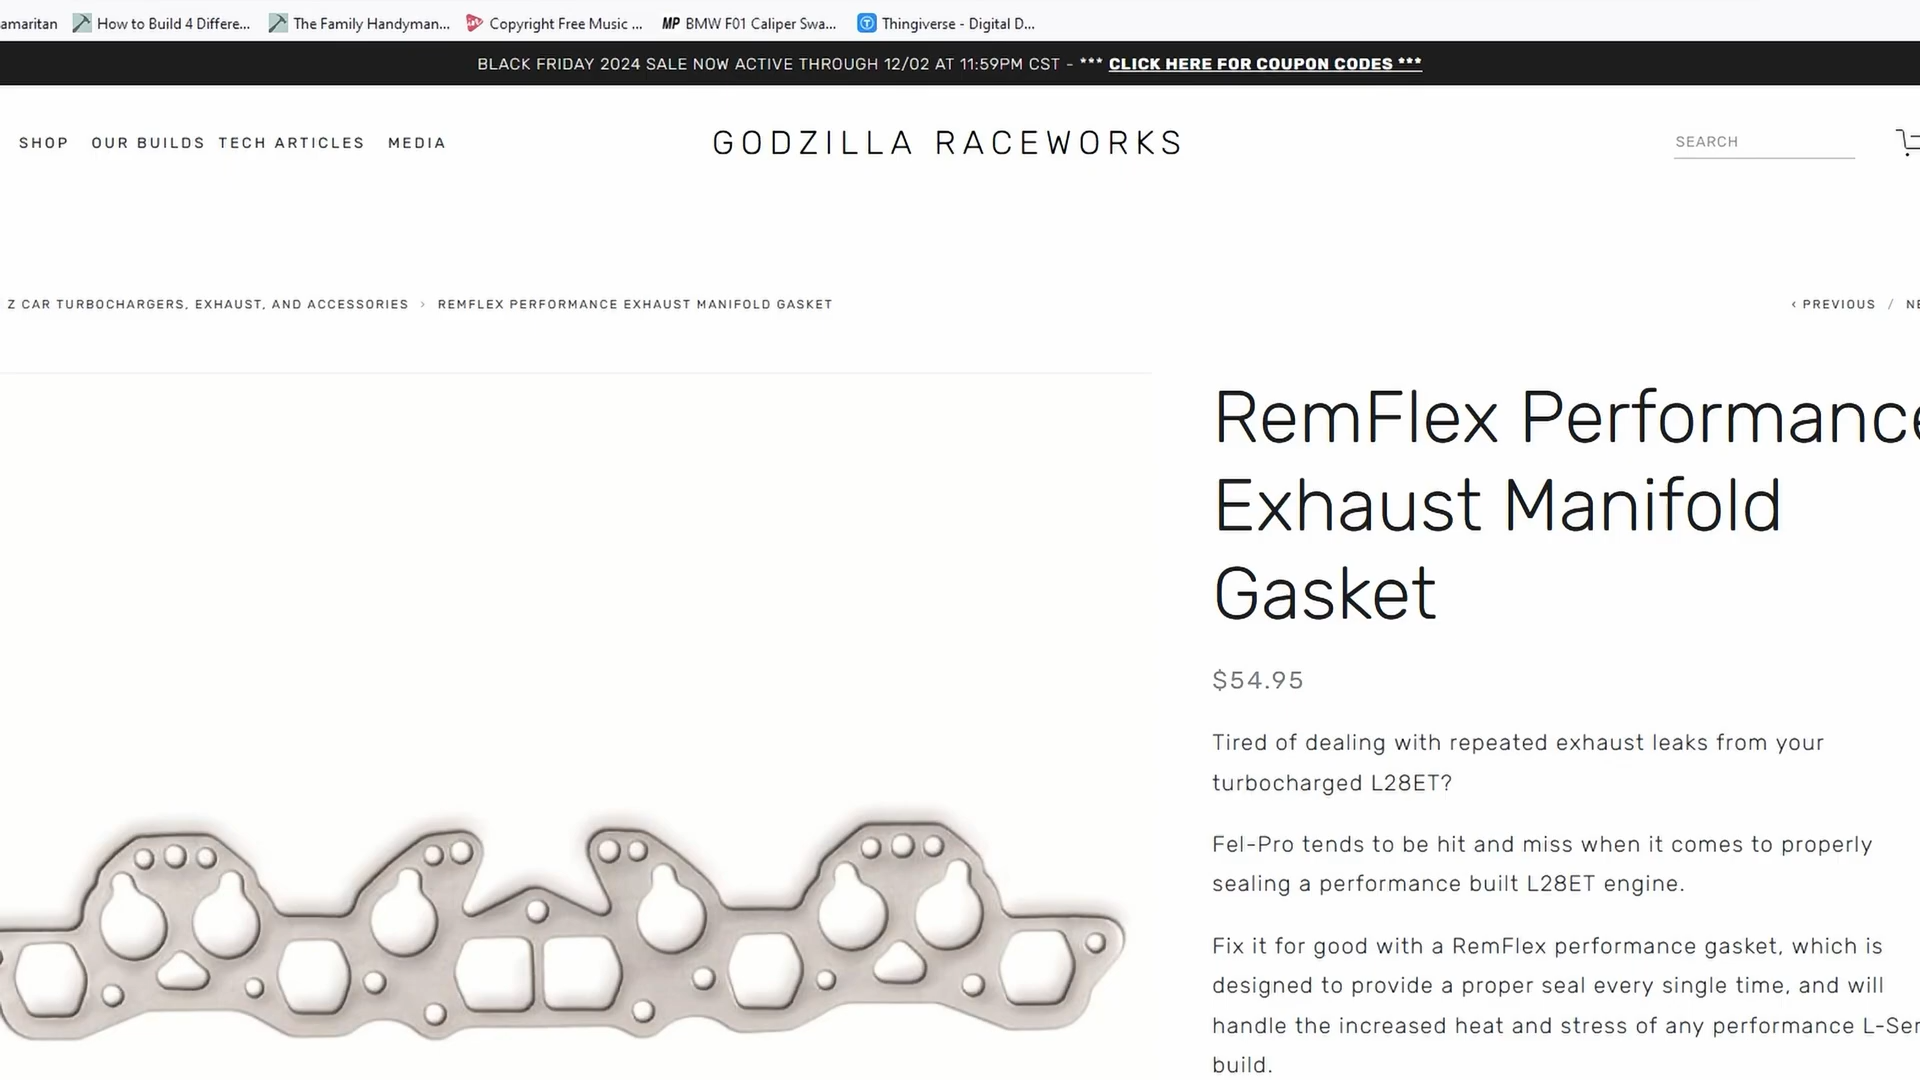 amaritan How to Build 4 Differe... The Family Handyman... Copyright Free Music ... MP BMW F01 Caliper Swa... Thingiverse - Digital D...
BLACK FRIDAY 2024 SALE NOW ACTIVE THROUGH 12/02 AT 11:59PM CST - *** CLICK HERE FOR COUPON CODES ***
SHOP OUR BUILDS TECH ARTICLES MEDIA GODZILLA RACEWORKS SEARCH
Z CAR TURBOCHARGERS, EXHAUST, AND ACCESSORIES › REMFLEX PERFORMANCE EXHAUST MANIFOLD GASKET ‹ PREVIOUS / NE
RemFlex Performance
Exhaust Manifold
Gasket
$54.95
Tired of dealing with repeated exhaust leaks from your
turbocharged L28ET?
Fel-Pro tends to be hit and miss when it comes to properly
sealing a performance built L28ET engine.
Fix it for good with a RemFlex performance gasket, which is
designed to provide a proper seal every single time, and will
handle the increased heat and stress of any performance L-Ser
build.